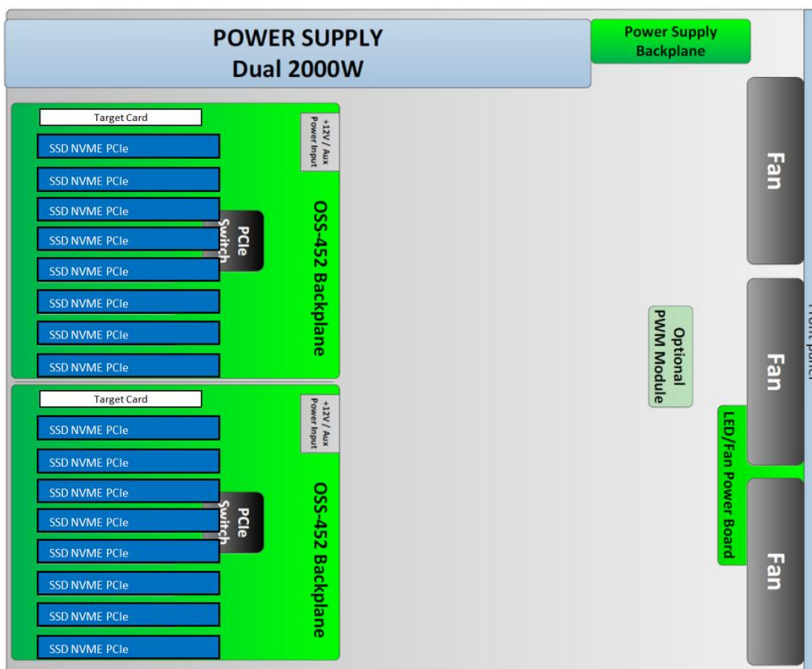 POWER SUPPLY
Dual 2000W
Power Supply
Backplane
Target Card
SSD NVME PCIe
SSD NVME PCIe
SSD NVME PCIe
SSD NVME PCIe
SSD NVME PCIe
SSD NVME PCIe
SSD NVME PCIe
SSD NVME PCIe
PCIe
Switch
+12V / Aux
Power Input
OSS-452 Backplane
Target Card
SSD NVME PCIe
SSD NVME PCIe
SSD NVME PCIe
SSD NVME PCIe
SSD NVME PCIe
SSD NVME PCIe
SSD NVME PCIe
SSD NVME PCIe
PCIe
Switch
+12V / Aux
Power Input
OSS-452 Backplane
Optional
PWM Module
LED/Fan Power Board
Fan
Fan
Fan
Front panel